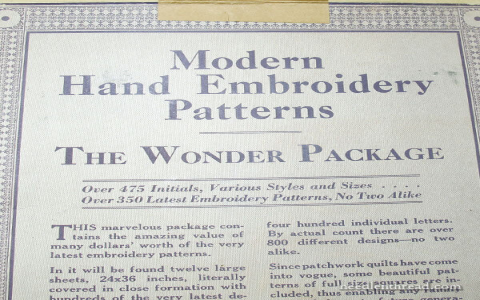 Modern
Hand Embroidery
Patterns
THE WONDER PACKAGE
Over 475 Initials, Various Styles and Sizes . . . .
Over 350 Latest Embroidery Patterns, No Two Alike
THIS marvelous package con-
tains the amazing value of
many dollars' worth of the very
latest embroidery patterns.
In it will be found twelve large
sheets, 24x36 inches, literally
covered in close formation with
hundreds of the very latest de-
four hundred individual letters.
By actual count there are over
800 different designs—no two
alike.
Since patchwork quilts have come
into vogue, some beautiful pat-
terns of full size squares are in-
cluded, thus enabling any